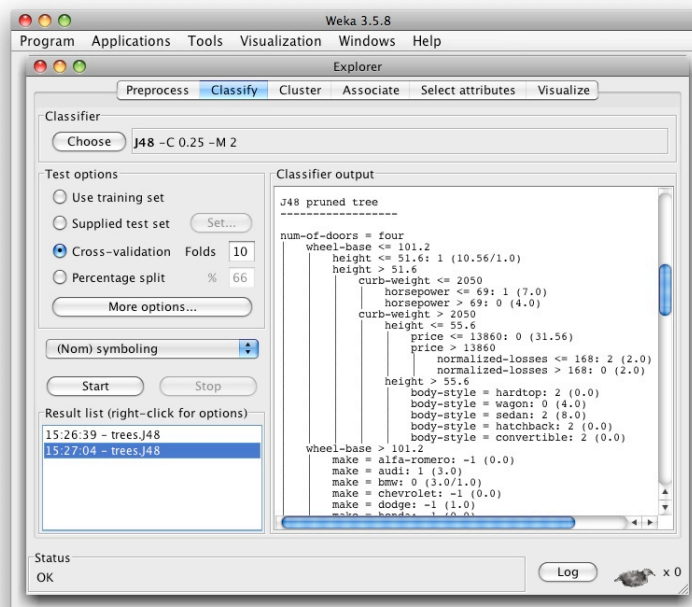 Weka 3.5.8
Program Applications Tools Visualization Windows Help
Explorer
Preprocess Classify Cluster Associate Select attributes Visualize
Classifier
Choose J48 -C 0.25 -M 2
Test options
Use training set
Supplied test set Set...
Cross-validation Folds 10
Percentage split % 66
More options...
(Nom) symboling
Start Stop
Result list (right-click for options)
15:26:39 - trees.J48
15:27:04 - trees.J48
Classifier output
J48 pruned tree
------------------
num-of-doors = four
| wheel-base <= 101.2
| | height <= 51.6: 1 (10.56/1.0)
| | height > 51.6
| | | curb-weight <= 2050
| | | | horsepower <= 69: 1 (7.0)
| | | | horsepower > 69: 0 (4.0)
| | | curb-weight > 2050
| | | | height <= 55.6
| | | | | price <= 13860: 0 (31.56)
| | | | | price > 13860
| | | | | | normalized-losses <= 168: 2 (2.0)
| | | | | | normalized-losses > 168: 0 (2.0)
| | | | height > 55.6
| | | | | body-style = hardtop: 2 (0.0)
| | | | | body-style = wagon: 0 (4.0)
| | | | | body-style = sedan: 2 (8.0)
| | | | | body-style = hatchback: 2 (0.0)
| | | | | body-style = convertible: 2 (0.0)
| wheel-base > 101.2
| | make = alfa-romero: -1 (0.0)
| | make = audi: 1 (3.0)
| | make = bmw: 0 (3.0/1.0)
| | make = chevrolet: -1 (0.0)
| | make = dodge: -1 (1.0)
| | make = honda: -1 (0.0)
Status
OK
Log x 0